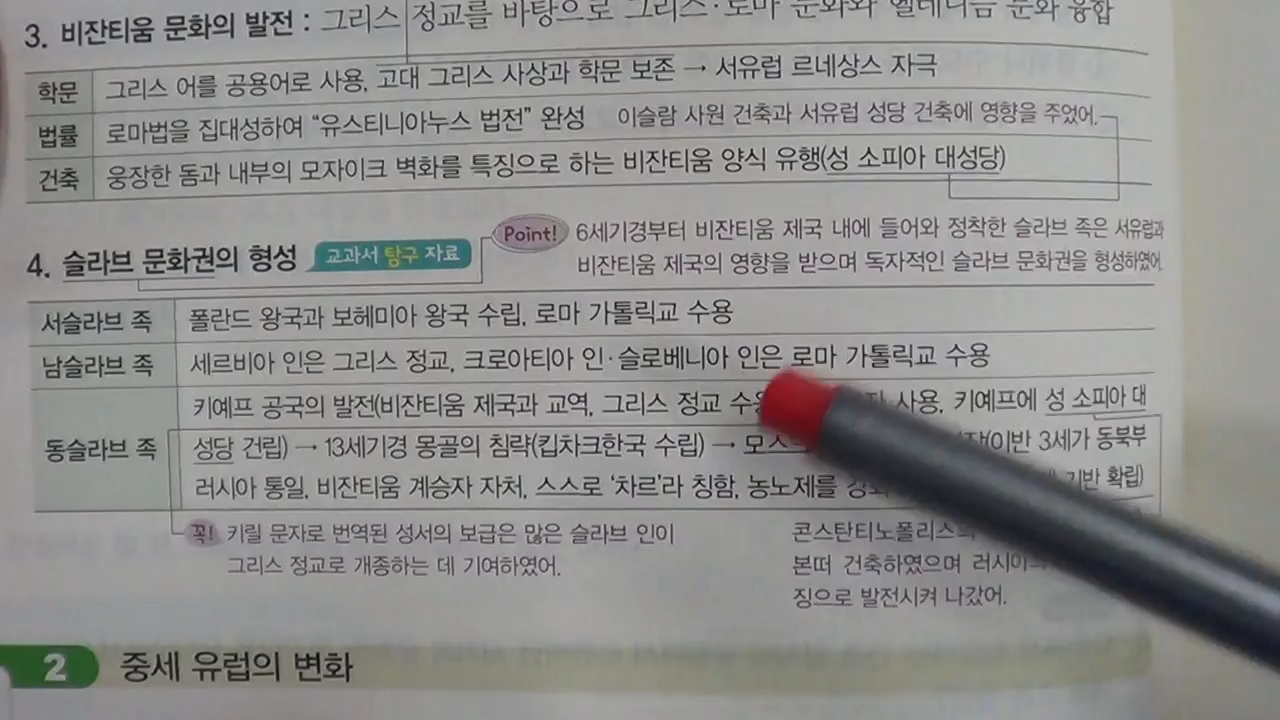 3. 비잔티움 문화의 발전 : 그리스 정교를 바탕으로 그리스·로마 문화와 헬레니즘 문화 융합
학문 그리스 어를 공용어로 사용, 고대 그리스 사상과 학문 보존 → 서유럽 르네상스 자극
법률 로마법을 집대성하여 “유스티니아누스 법전” 완성 이슬람 사원 건축과 서유럽 성당 건축에 영향을 주었어.
건축 웅장한 돔과 내부의 모자이크 벽화를 특징으로 하는 비잔티움 양식 유행(성 소피아 대성당)
4. 슬라브 문화권의 형성 교과서 탐구 자료
Point! 6세기경부터 비잔티움 제국 내에 들어와 정착한 슬라브 족은 서유럽과
비잔티움 제국의 영향을 받으며 독자적인 슬라브 문화권을 형성하였어.
서슬라브 족 폴란드 왕국과 보헤미아 왕국 수립, 로마 가톨릭교 수용
남슬라브 족 세르비아 인은 그리스 정교, 크로아티아 인·슬로베니아 인은 로마 가톨릭교 수용
동슬라브 족 키예프 공국의 발전(비잔티움 제국과 교역, 그리스 정교 사용, 키예프에 성 소피아 대
성당 건립) → 13세기경 몽골의 침략(킵차크한국 수립) → (이반 3세가 동북부
러시아 통일, 비잔티움 계승자 자처, 스스로 ‘차르’라 칭함, 농노제를 기반 확립)
꼭! 키릴 문자로 번역된 성서의 보급은 많은 슬라브 인이
그리스 정교로 개종하는 데 기여하였어.
콘스탄티노폴리스의
본떠 건축하였으며
징으로 발전시켜 나갔어.
2 중세 유럽의 변화